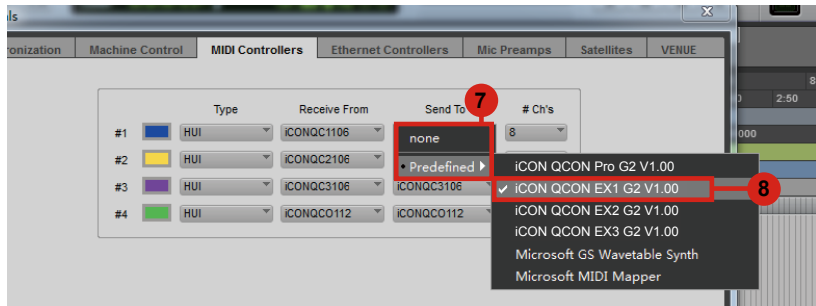 ls
ronization Machine Control MIDI Controllers Ethernet Controllers Mic Preamps Satellites VENUE
Type Receive From Send To # Ch's
7
#1 HUI iCONQC1106 none 8
#2 HUI iCONQC2106 Predefined
#3 HUI iCONQC3106 iCONQC3106
#4 HUI iCONQCO112 iCONQCO112
iCON QCON Pro G2 V1.00
iCON QCON EX1 G2 V1.00
8
iCON QCON EX2 G2 V1.00
iCON QCON EX3 G2 V1.00
Microsoft GS Wavetable Synth
Microsoft MIDI Mapper
8
2:50
000